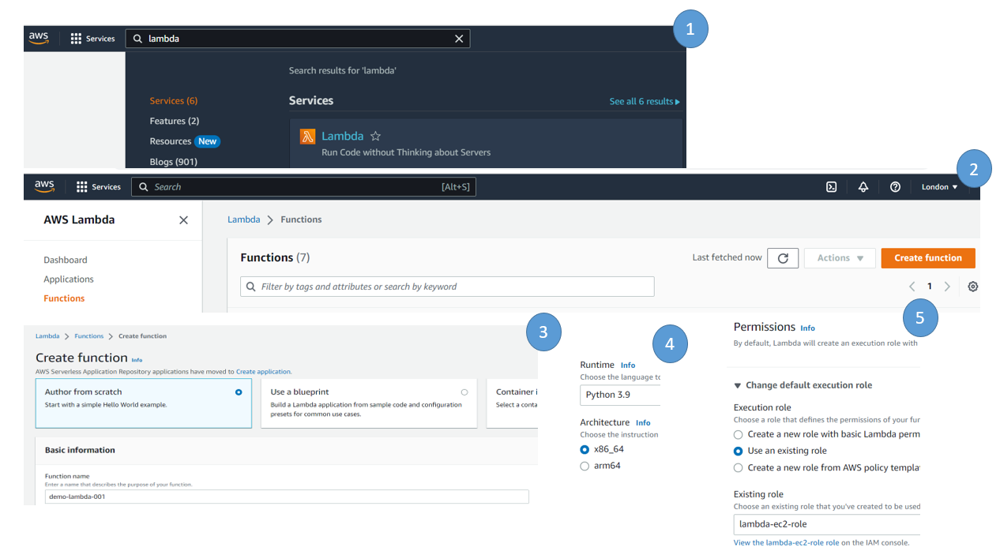 1
aws Services lambda
Search results for 'lambda'
Services (6)
Services See all 6 results
Features (2)
Lambda
Resources New
Run Code without Thinking about Servers
Blogs (901)
2
aws Services Search [Alt+S] London
AWS Lambda
Lambda > Functions
Dashboard
Applications
Functions
Functions (7) Last fetched now Actions Create function
Filter by tags and attributes or search by keyword
1
3
Lambda > Functions > Create function
Create function Info
AWS Serverless Application Repository applications have moved to Create application.
Author from scratch
Start with a simple Hello World example.
Use a blueprint
Build a Lambda application from sample code and configuration
presets for common use cases.
Container i
Select a conta
Basic information
Function name
Enter a name that describes the purpose of your function.
demo-lambda-001
4
Runtime Info
Choose the language to
Python 3.9
Architecture Info
Choose the instruction
x86_64
arm64
5
Permissions Info
By default, Lambda will create an execution role with
Change default execution role
Execution role
Choose a role that defines the permissions of your fur
Create a new role with basic Lambda perm
Use an existing role
Create a new role from AWS policy templa
Existing role
Choose an existing role that you've created to be used
lambda-ec2-role
View the lambda-ec2-role role on the IAM console.